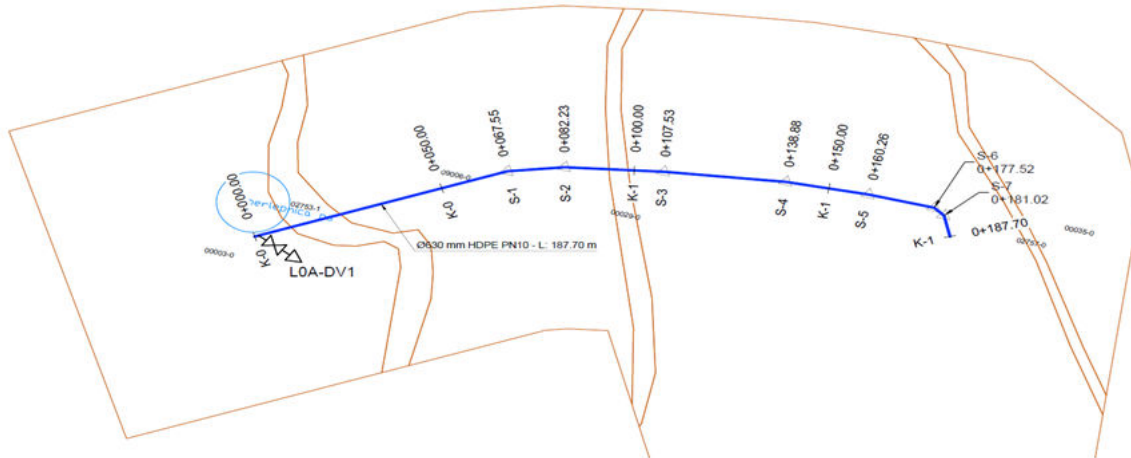 0+000.00
K-0
L0A-DV1
00003-0
02753-1
0+050.00
K-0
09006-0
Ø630 mm HDPE PN10 - L: 187.70 m
0+067.55
S-1
0+082.23
S-2
0+100.00
K-1
00029-0
0+107.53
S-3
0+138.88
S-4
0+150.00
K-1
0+160.26
S-5
S-6
0+177.52
S-7
0+181.02
K-1
0+187.70
00035-0